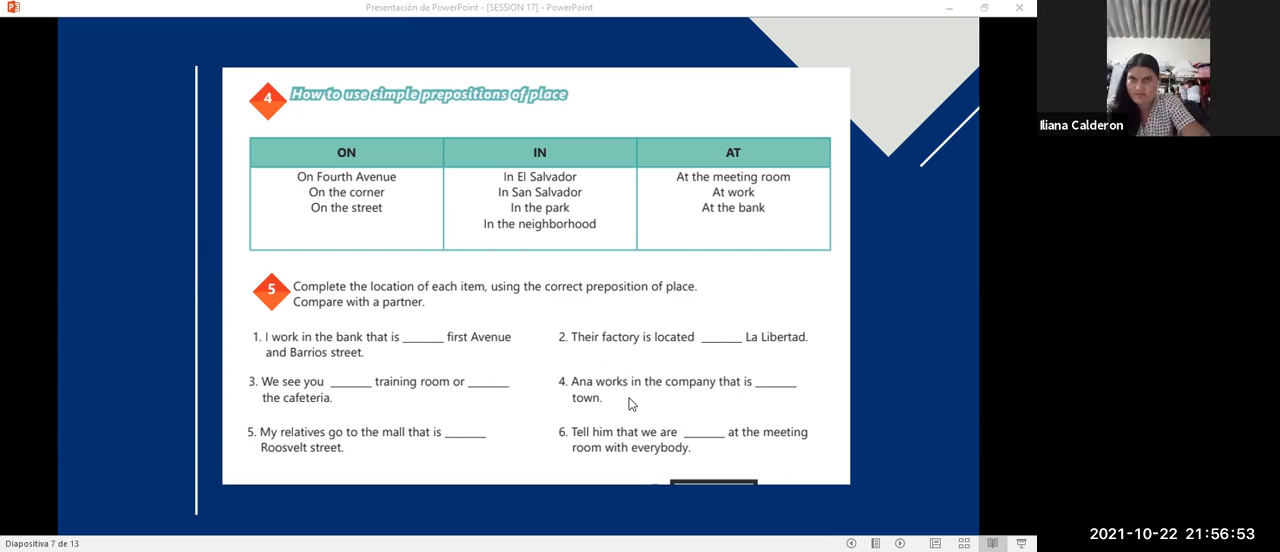 Presentación de PowerPoint - [SESSION 17] - PowerPoint
4
How to use simple prepositions of place
ON IN AT
On Fourth Avenue In El Salvador At the meeting room
On the corner In San Salvador At work
On the street In the park At the bank
In the neighborhood
5
Complete the location of each item, using the correct preposition of place.
Compare with a partner.
1. I work in the bank that is ______ first Avenue
and Barrios street.
2. Their factory is located ______ La Libertad.
3. We see you ______ training room or ______
the cafeteria.
4. Ana works in the company that is ______
town.
5. My relatives go to the mall that is ______
Roosvelt street.
6. Tell him that we are ______ at the meeting
room with everybody.
Iliana Calderon
Diapositiva 7 de 13
2021-10-22 21:56:53